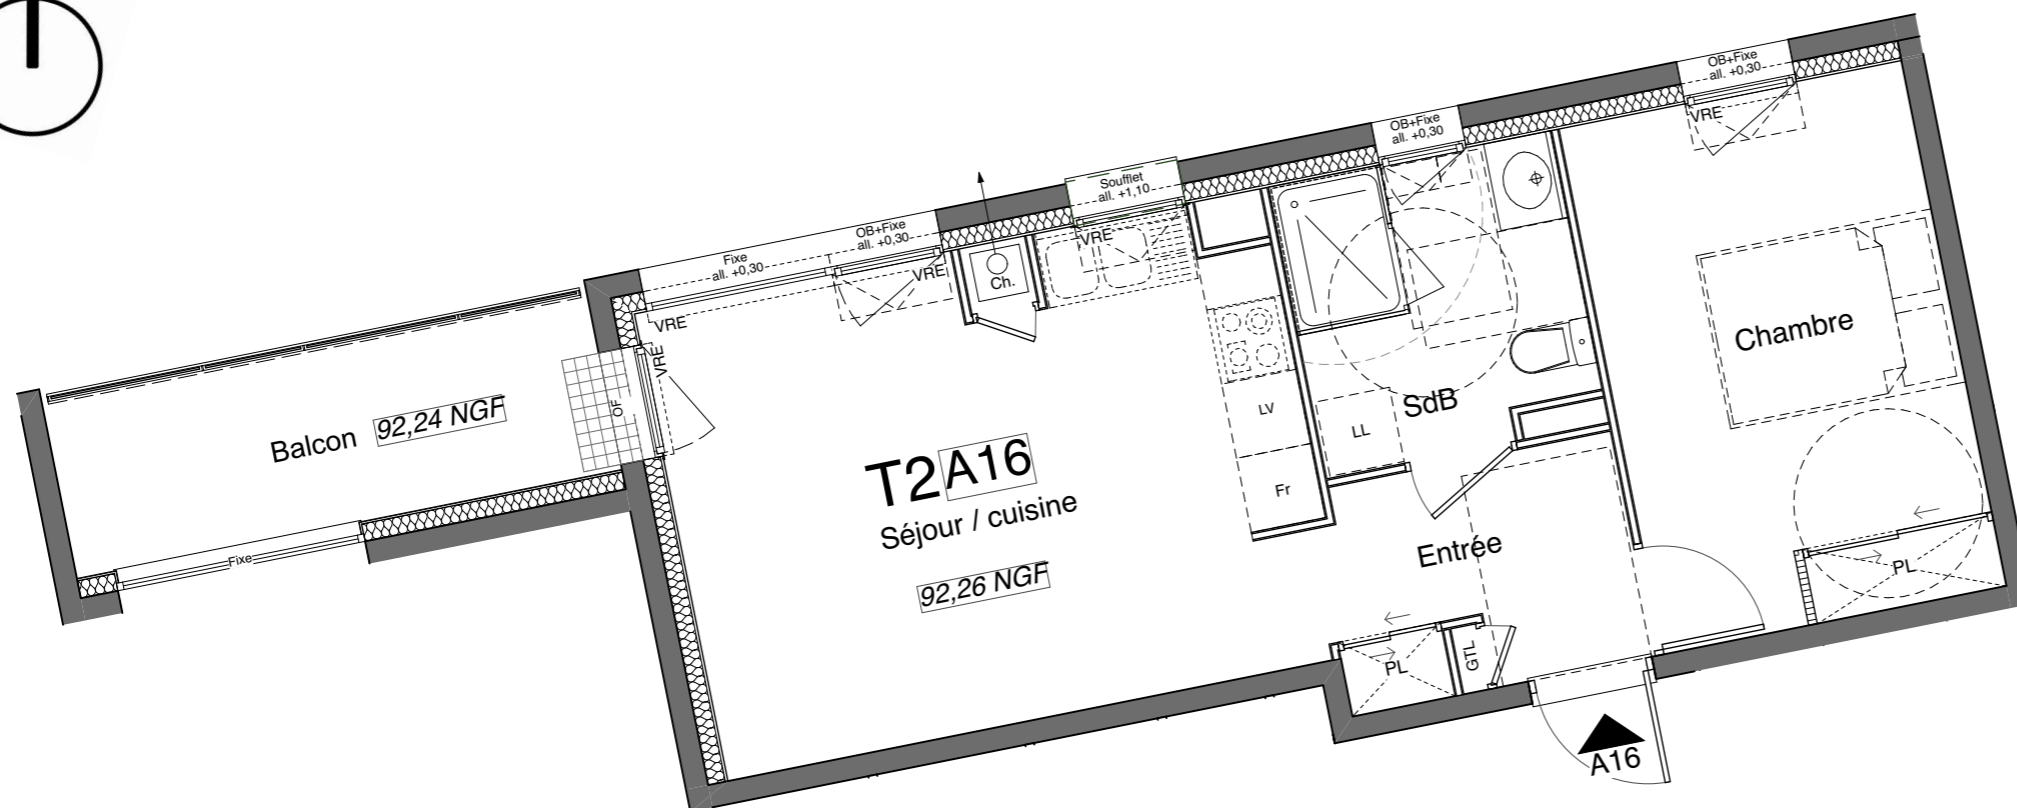 OB+Fixe
all. +0,30
VRE
OB+Fixe
all. +0,30
Soufflet
all. +1,10
VRE
OB+Fixe
all. +0,30
VRE
Fixe
all. +0,30
VRE
VRE
OF
Ch.
Chambre
SdB
LV
LL
Fr
Balcon 92,24 NGF
T2 A16
Séjour / cuisine
92,26 NGF
Entrée
Fixe
PL
PL
GTL
A16